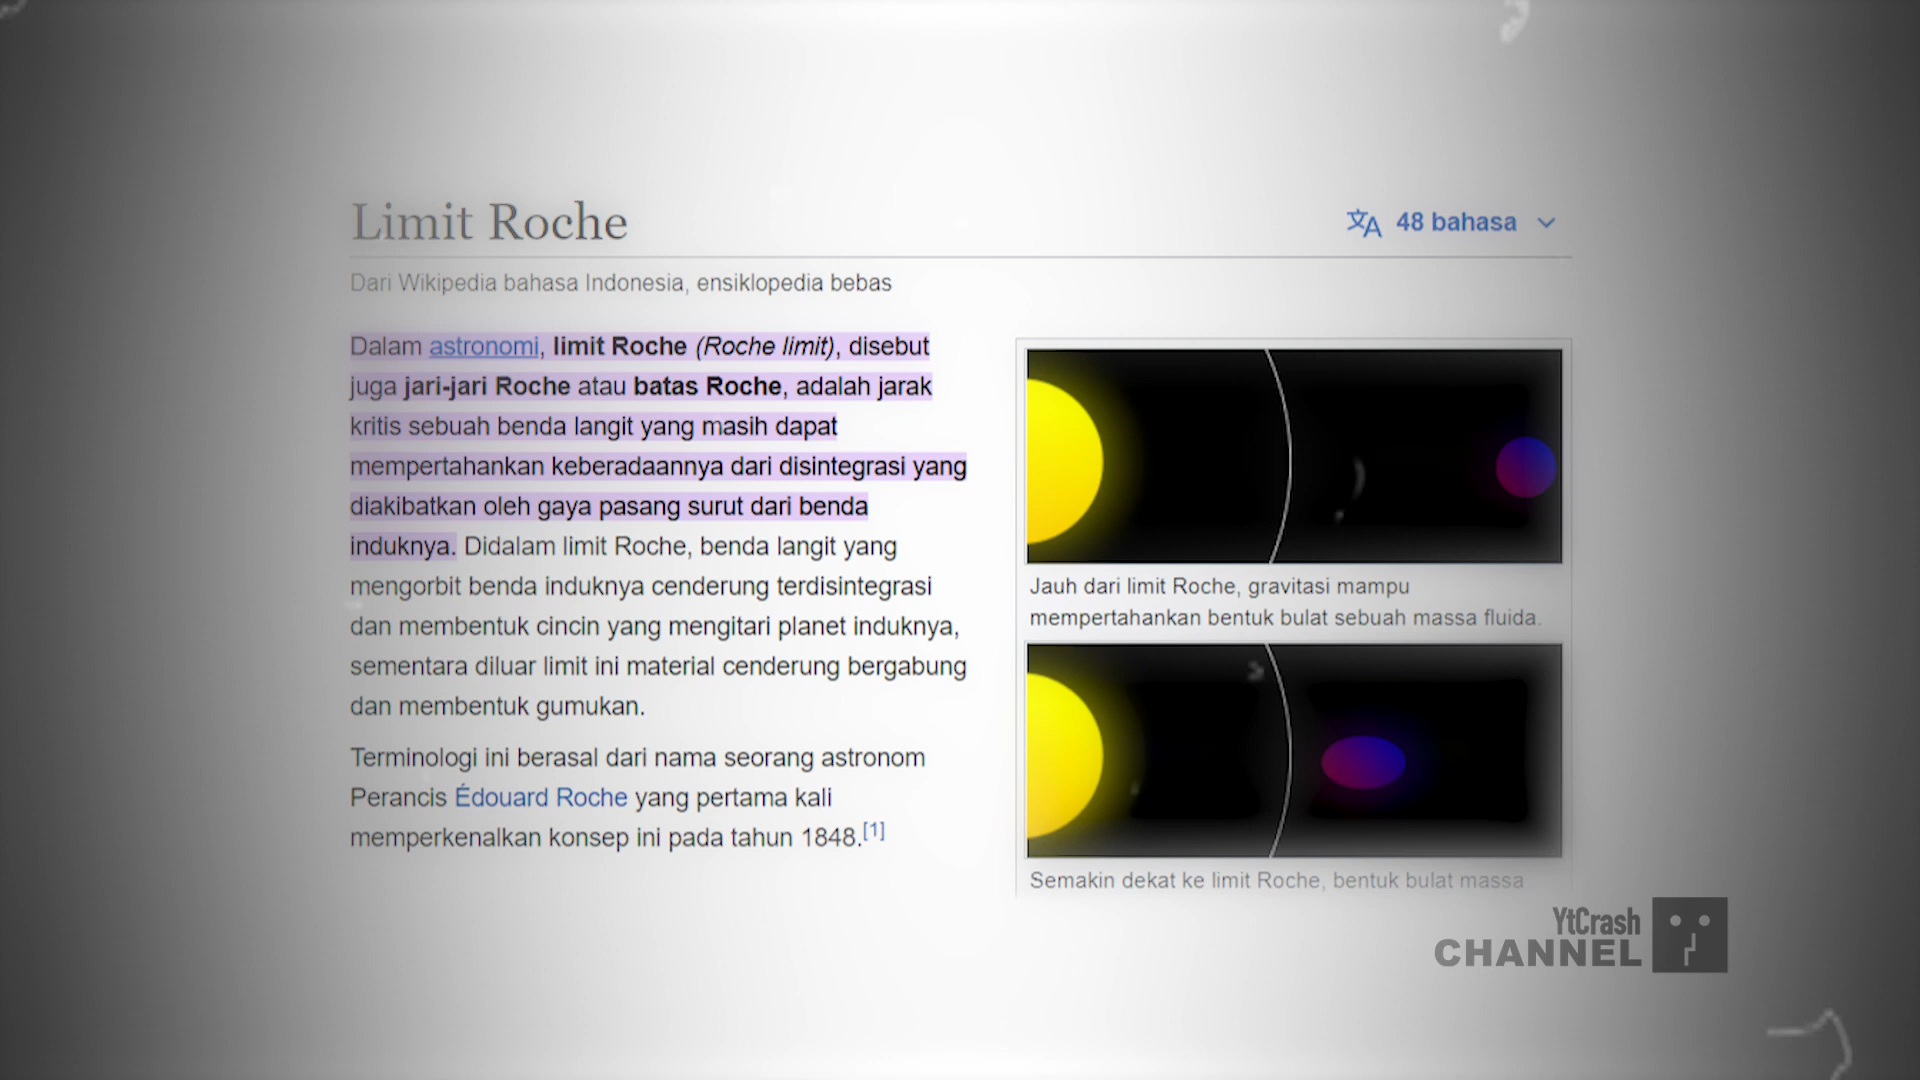 Limit Roche
48 bahasa
Dari Wikipedia bahasa Indonesia, ensiklopedia bebas
Dalam astronomi, limit Roche (Roche limit), disebut
juga jari-jari Roche atau batas Roche, adalah jarak
kritis sebuah benda langit yang masih dapat
mempertahankan keberadaannya dari disintegrasi yang
diakibatkan oleh gaya pasang surut dari benda
induknya. Didalam limit Roche, benda langit yang
mengorbit benda induknya cenderung terdisintegrasi
dan membentuk cincin yang mengitari planet induknya,
sementara diluar limit ini material cenderung bergabung
dan membentuk gumukan.
Terminologi ini berasal dari nama seorang astronom
Perancis Édouard Roche yang pertama kali
memperkenalkan konsep ini pada tahun 1848.[1]
Jauh dari limit Roche, gravitasi mampu
mempertahankan bentuk bulat sebuah massa fluida.
Semakin dekat ke limit Roche, bentuk bulat massa
YtCrash
CHANNEL